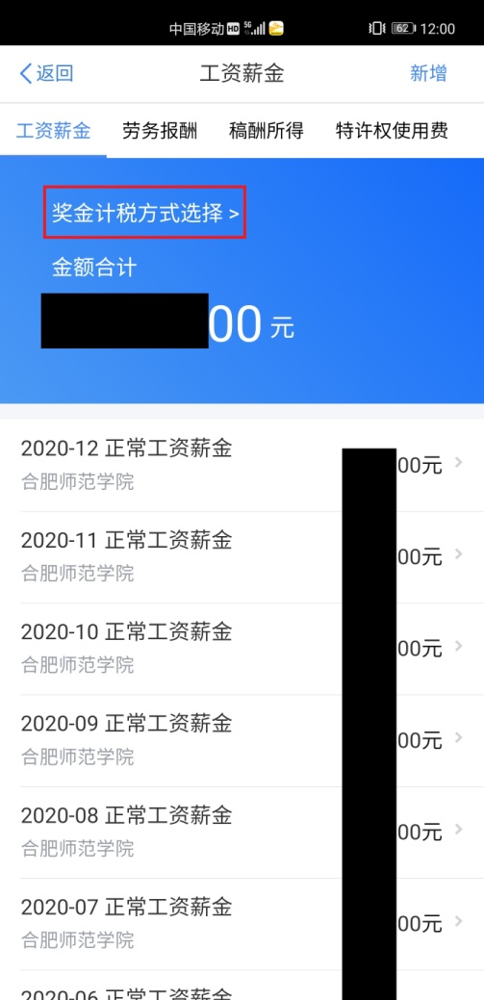 中国移动 HD 5G 62 12:00
返回 工资薪金 新增
工资薪金 劳务报酬 稿酬所得 特许权使用费
奖金计税方式选择 >
金额合计
00 元
2020-12 正常工资薪金
00元
合肥师范学院
2020-11 正常工资薪金
00元
合肥师范学院
2020-10 正常工资薪金
00元
合肥师范学院
2020-09 正常工资薪金
00元
合肥师范学院
2020-08 正常工资薪金
00元
合肥师范学院
2020-07 正常工资薪金
00元
合肥师范学院
2020-06 正常工资薪金